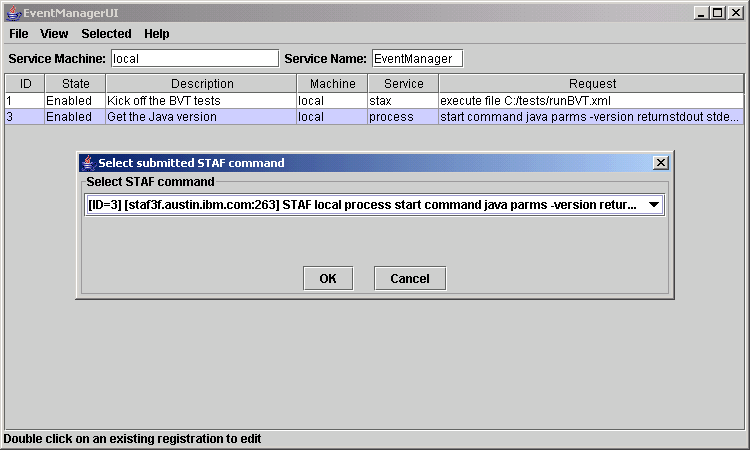 EventManagerUI
File View Selected Help
Service Machine: local Service Name: EventManager
ID State Description Machine Service Request
1 Enabled Kick off the BVT tests local stax execute file C:/tests/runBVT.xml
3 Enabled Get the Java version local process start command java parms -version returnstdout stde...
Select submitted STAF command
Select STAF command
[ID=3] [staf3f.austin.ibm.com:263] STAF local process start command java parms -version retur...
OK Cancel
Double click on an existing registration to edit